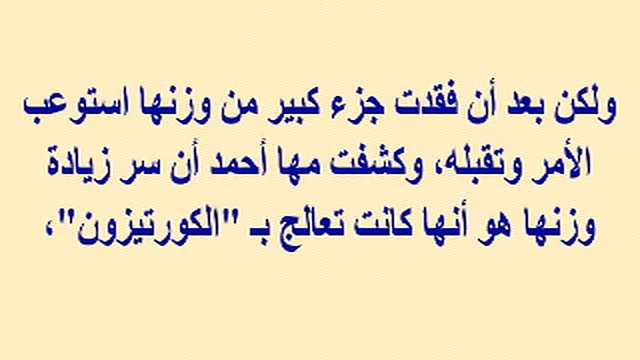 ولكن بعد أن فقدت جزء كبير من وزنها استوعب
الأمر وتقبله، وكشفت مها أحمد أن سر زيادة
وزنها هو أنها كانت تعالج بـ "الكورتيزون"،